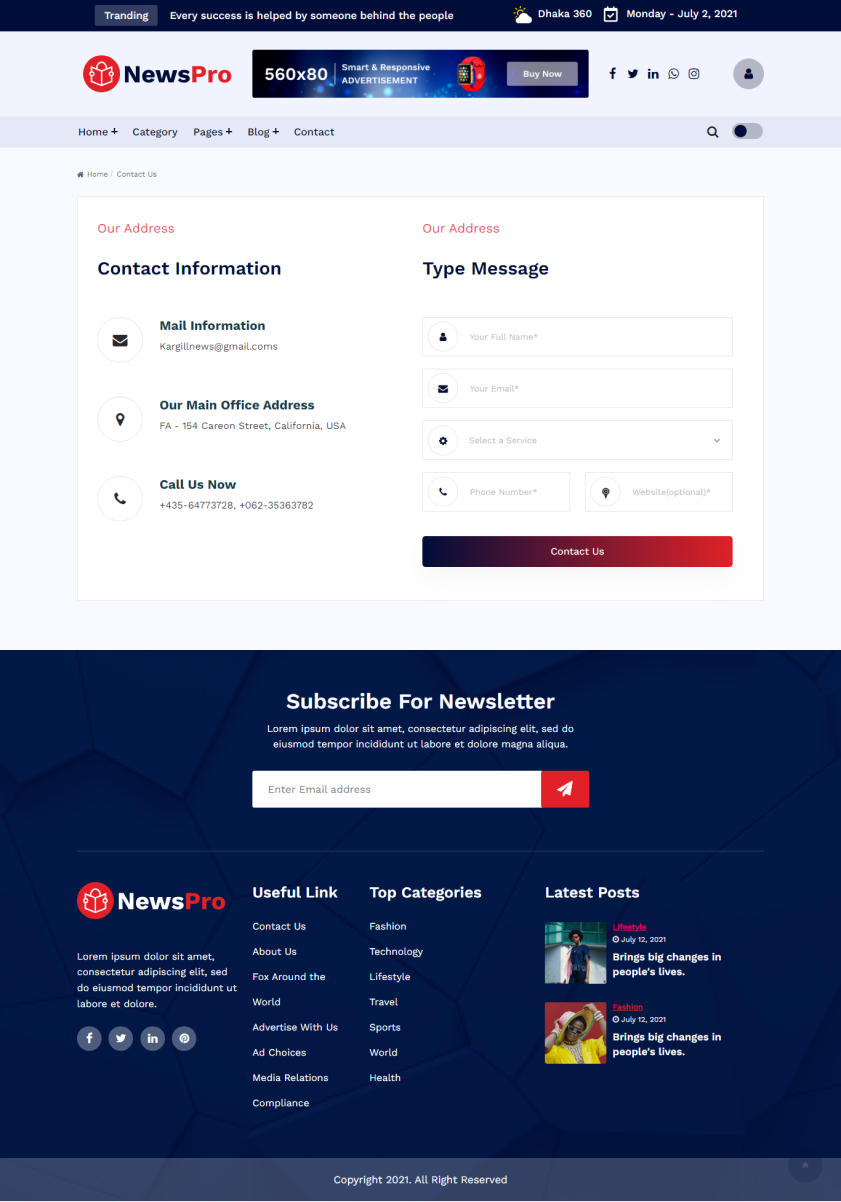 Tranding
Every success is helped by someone behind the people
Dhaka 360
Monday - July 2, 2021
NewsPro
560x80
Smart & Responsive
ADVERTISEMENT
Buy Now
Home +
Category
Pages +
Blog +
Contact
Home / Contact Us
Our Address
Contact Information
Mail Information
Kargillnews@gmail.coms
Our Main Office Address
FA - 154 Careon Street, California, USA
Call Us Now
+435-64773728, +062-35363782
Our Address
Type Message
Your Full Name*
Your Email*
Select a Service
Phone Number*
Website(optional)*
Contact Us
Subscribe For Newsletter
Lorem ipsum dolor sit amet, consectetur adipiscing elit, sed do
eiusmod tempor incididunt ut labore et dolore magna aliqua.
Enter Email address
NewsPro
Lorem ipsum dolor sit amet,
consectetur adipiscing elit, sed
do eiusmod tempor incididunt ut
labore et dolore.
Useful Link
Contact Us
About Us
Fox Around the
World
Advertise With Us
Ad Choices
Media Relations
Compliance
Top Categories
Fashion
Technology
Lifestyle
Travel
Sports
World
Health
Latest Posts
Lifestyle
July 12, 2021
Brings big changes in
people's lives.
Fashion
July 12, 2021
Brings big changes in
people's lives.
Copyright 2021. All Right Reserved